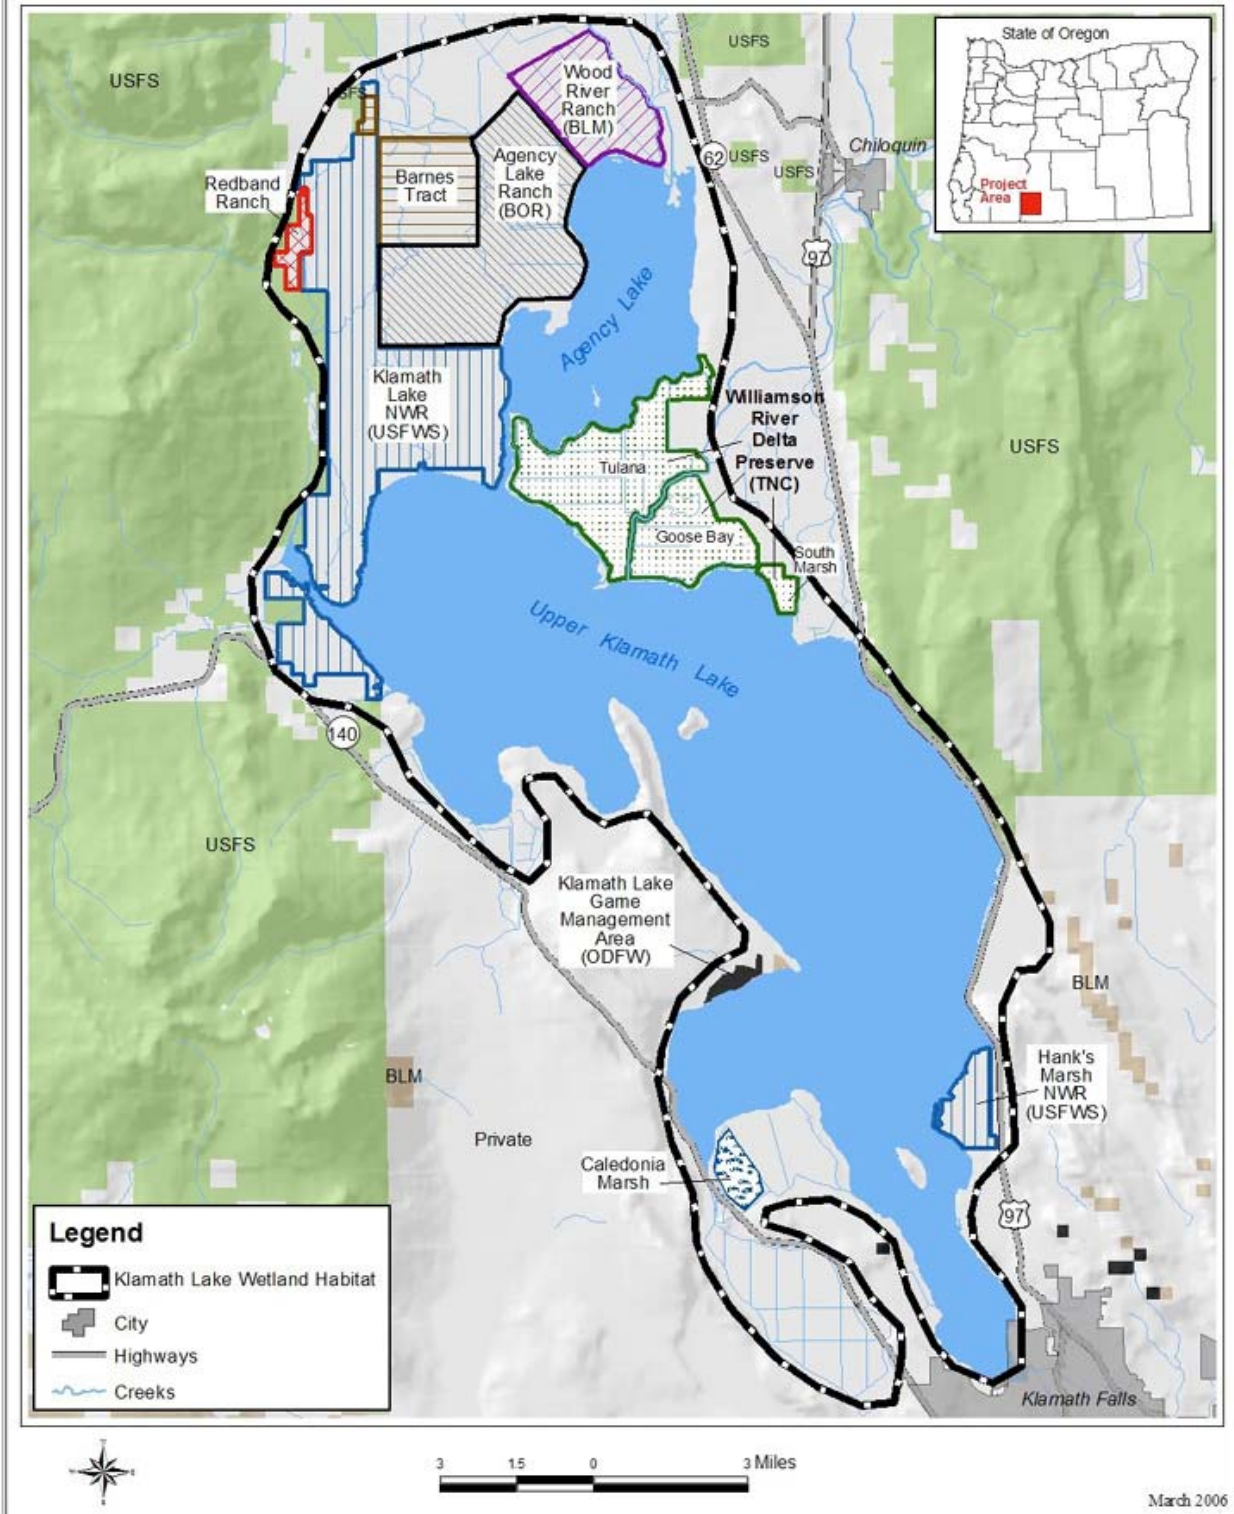 State of Oregon
Project
Area
USFS
USFS
USFS
Wood
River
Ranch
(BLM)
62
USFS
USFS
Chiloquin
Redband
Ranch
Barnes
Tract
Agency
Lake
Ranch
(BOR)
97
Agency Lake
Klamath
Lake
NWR
(USFWS)
Williamson
River
Delta
Preserve
(TNC)
USFS
Tulana
Goose Bay
South
Marsh
Upper Klamath Lake
140
USFS
Klamath Lake
Game
Management
Area
(ODFW)
BLM
BLM
Hank's
Marsh
NWR
(USFWS)
Private
Caledonia
Marsh
97
Klamath Falls
Legend
Klamath Lake Wetland Habitat
City
Highways
Creeks
3 1.5 0 3 Miles
March 2006